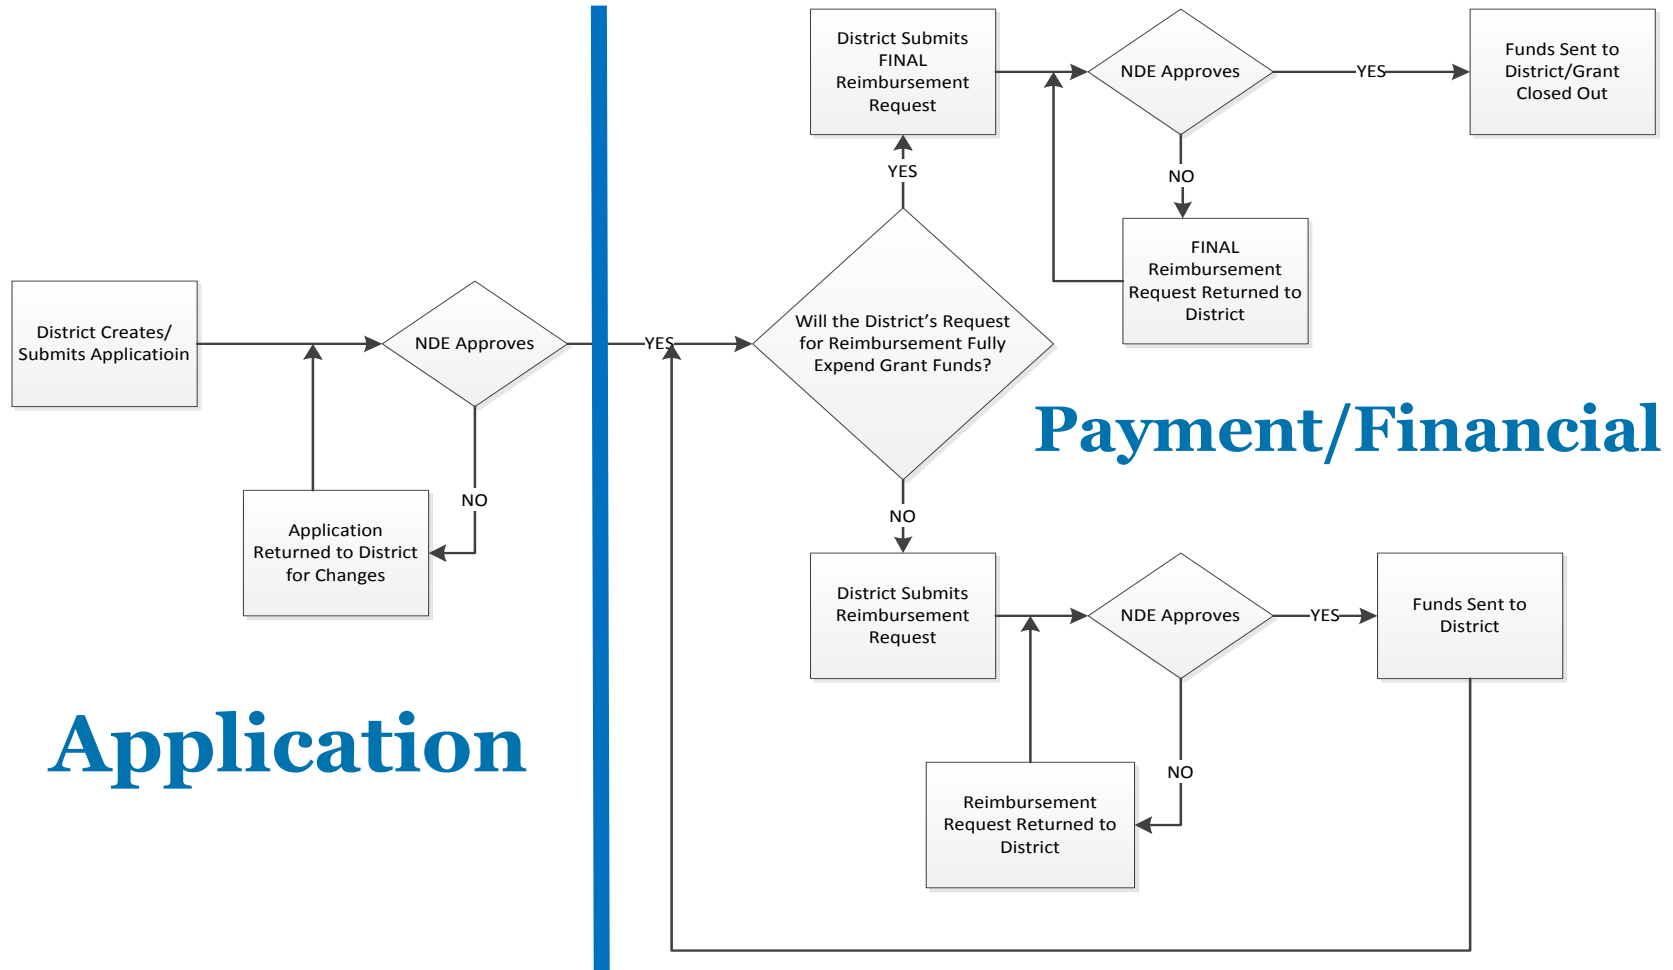 District Creates/
Submits Applicatioin
NDE Approves
NO
Application
Returned to District
for Changes
Application
YES
Will the District’s Request
for Reimbursement Fully
Expend Grant Funds?
YES
District Submits
FINAL
Reimbursement
Request
NDE Approves
YES
Funds Sent to
District/Grant
Closed Out
NO
FINAL
Reimbursement
Request Returned to
District
Payment/Financial
NO
District Submits
Reimbursement
Request
NDE Approves
YES
Funds Sent to
District
NO
Reimbursement
Request Returned to
District